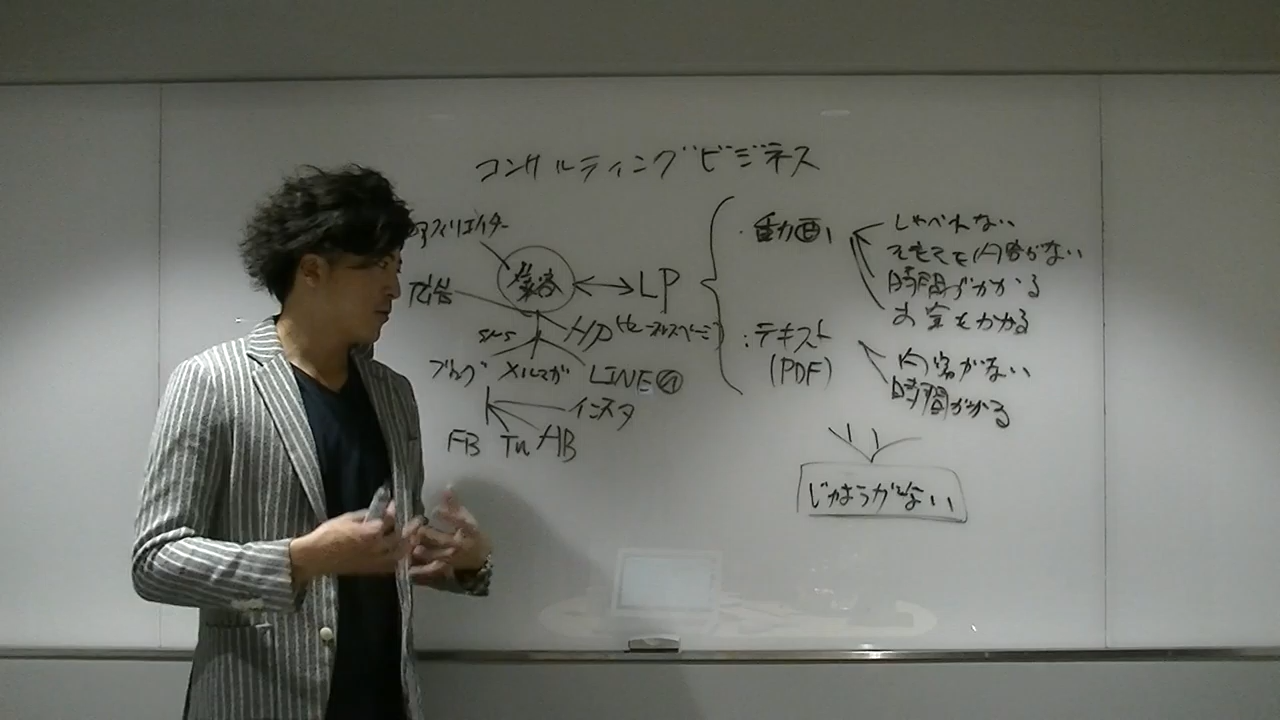 コンサルティングビジネス
アフィリエイター
集客
広告
LP
SNS
HP(ホームページ)
ブログ
メルマガ
LINE@
インスタ
FB
Tw
AB
・動画
しゃべれない
そもそも内容がない
時間がかかる
お金もかかる
・テキスト
(PDF)
内容がない
時間がかかる
じかようがない